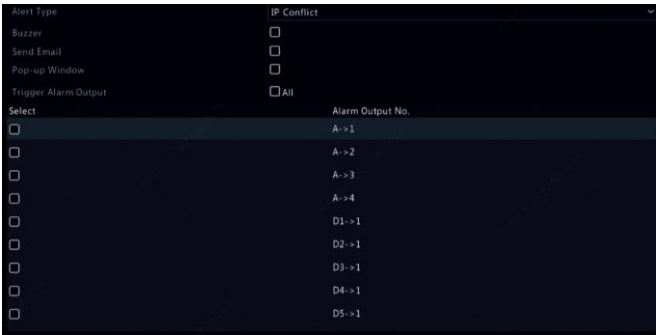 Alert Type IP Conflict
Buzzer
Send Email
Pop-up Window
Trigger Alarm Output All
Select Alarm Output No.
A->1
A->2
A->3
A->4
D1->1
D2->1
D3->1
D4->1
D5->1